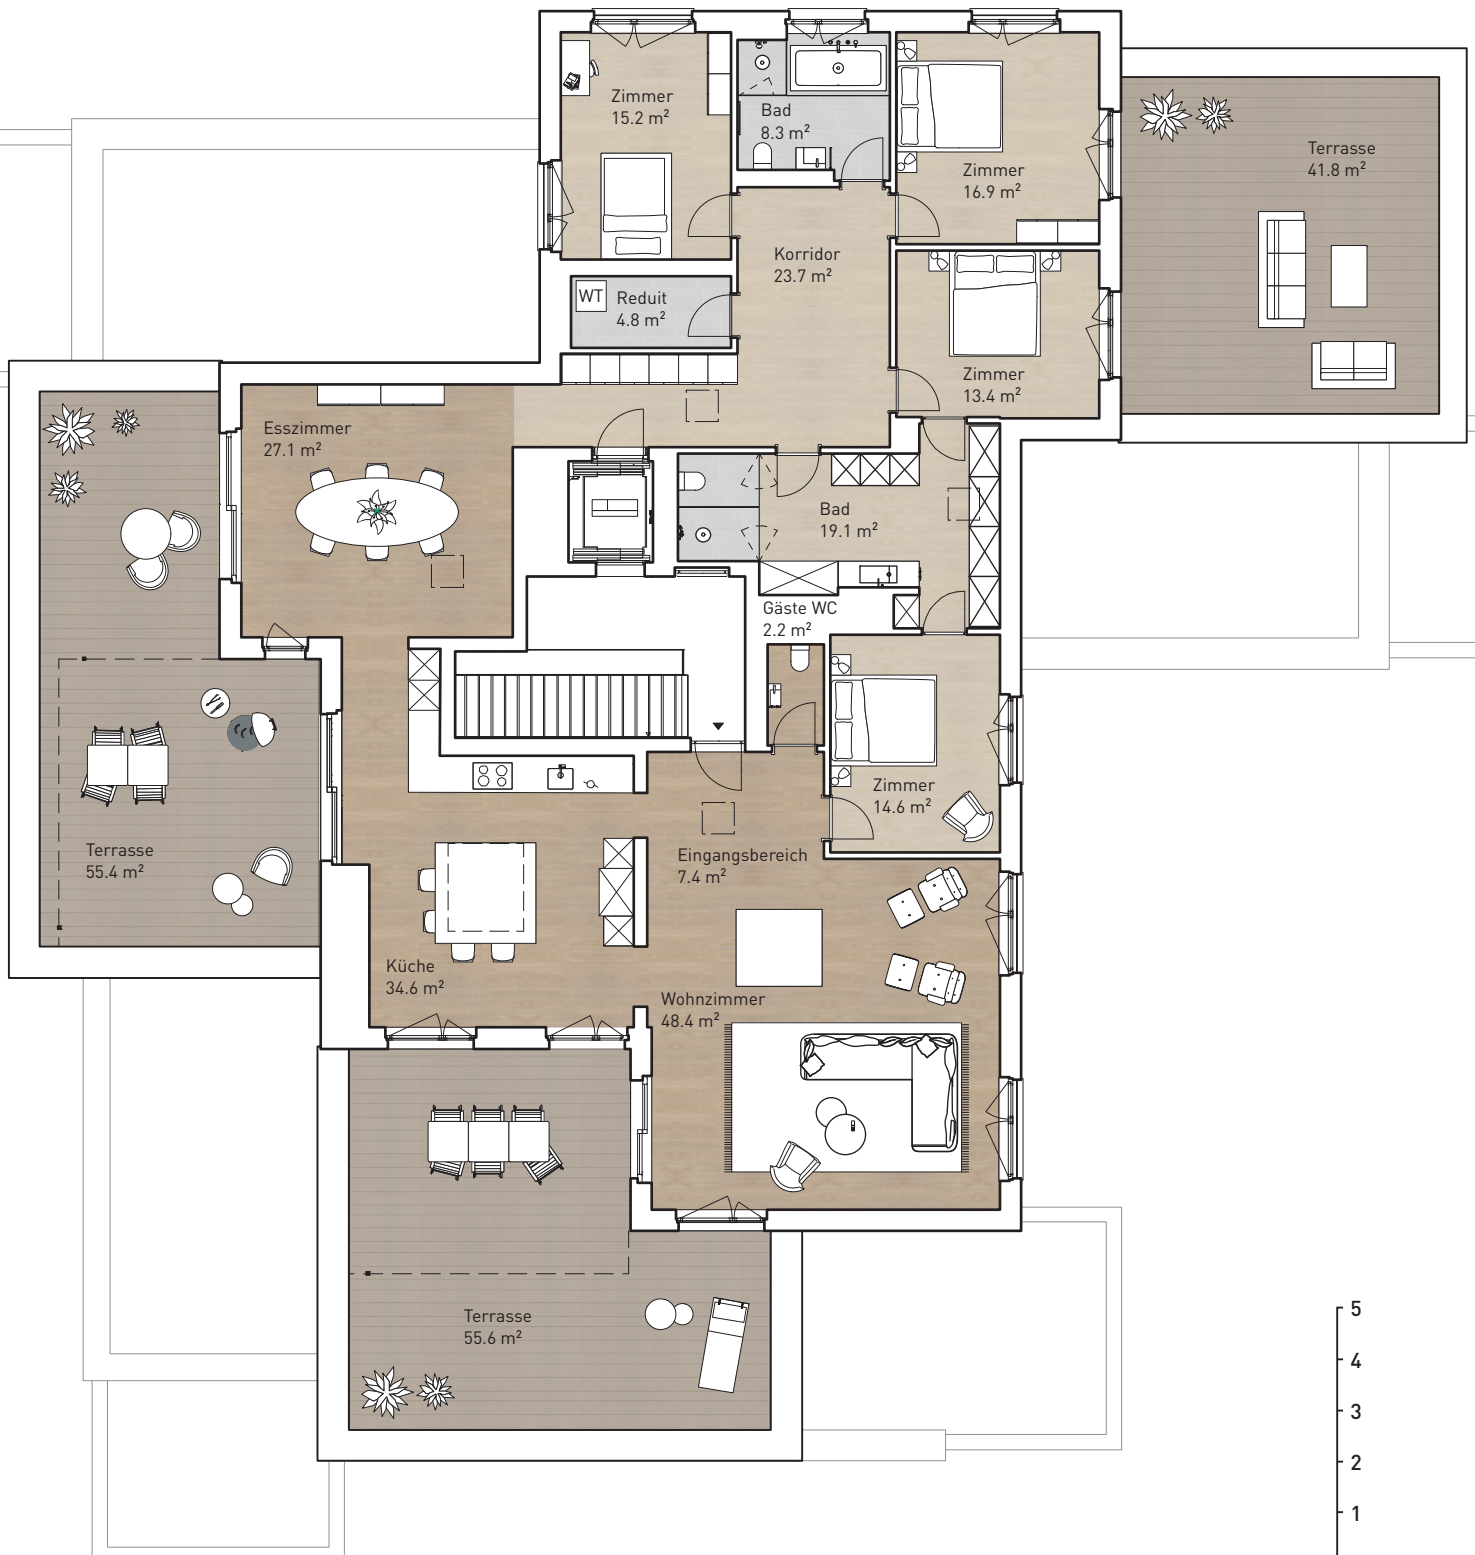 Zimmer
15.2 m²
Bad
8.3 m²
Zimmer
16.9 m²
Terrasse
41.8 m²
Korridor
23.7 m²
WT
Reduit
4.8 m²
Zimmer
13.4 m²
Esszimmer
27.1 m²
Bad
19.1 m²
Gäste WC
2.2 m²
Zimmer
14.6 m²
Terrasse
55.4 m²
Eingangsbereich
7.4 m²
Küche
34.6 m²
Wohnzimmer
48.4 m²
Terrasse
55.6 m²
5
4
3
2
1